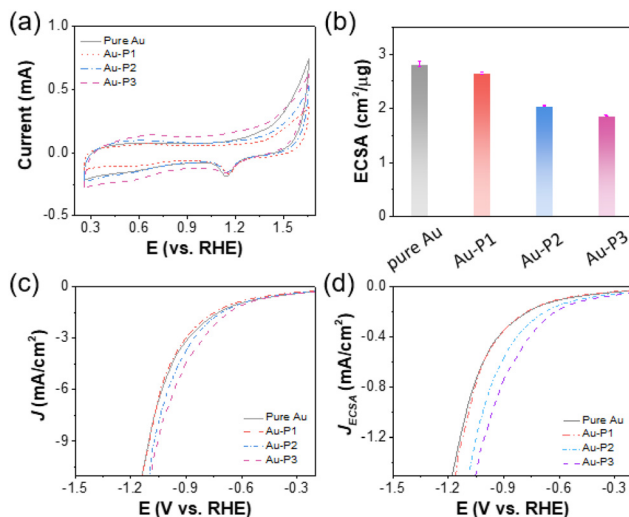 (a)
Pure Au
Au-P1
Au-P2
Au-P3
Current (mA)
1.0
0.5
0.0
-0.5
0.3 0.6 0.9 1.2 1.5
E (vs. RHE)
(b)
ECSA (cm²/μg)
3
2
1
0
pure Au Au-P1 Au-P2 Au-P3
(c)
J (mA/cm²)
0
-3
-6
-9
Pure Au
Au-P1
Au-P2
Au-P3
-1.5 -1.2 -0.9 -0.6 -0.3
E (V vs. RHE)
(d)
J_ECSA (mA/cm²)
0.0
-0.4
-0.8
-1.2
Pure Au
Au-P1
Au-P2
Au-P3
-1.5 -1.2 -0.9 -0.6 -0.3
E (V vs. RHE)